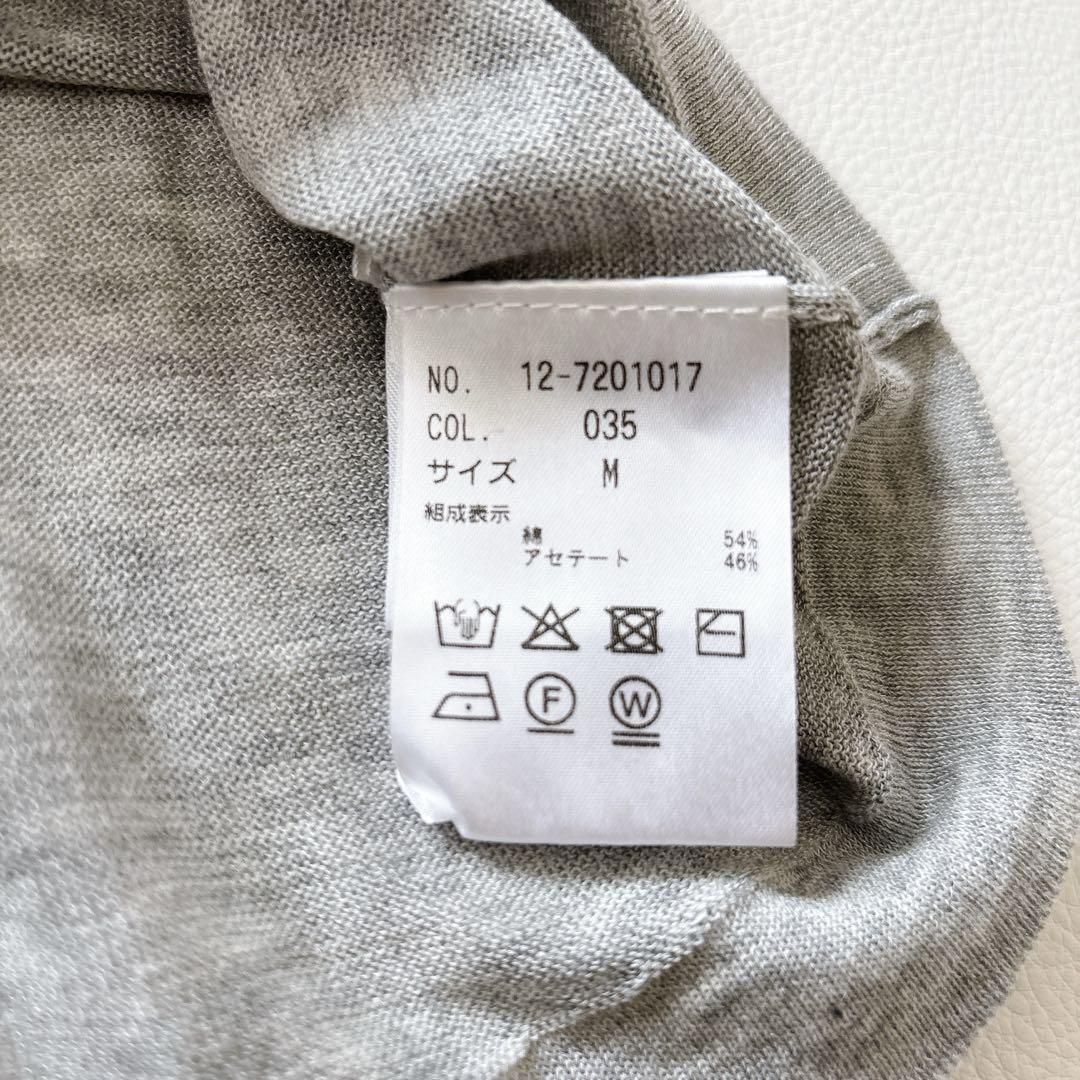 NO. 12-7201017
COL. 035
サイズ M
組成表示
綿 54%
アセテート 46%
F W